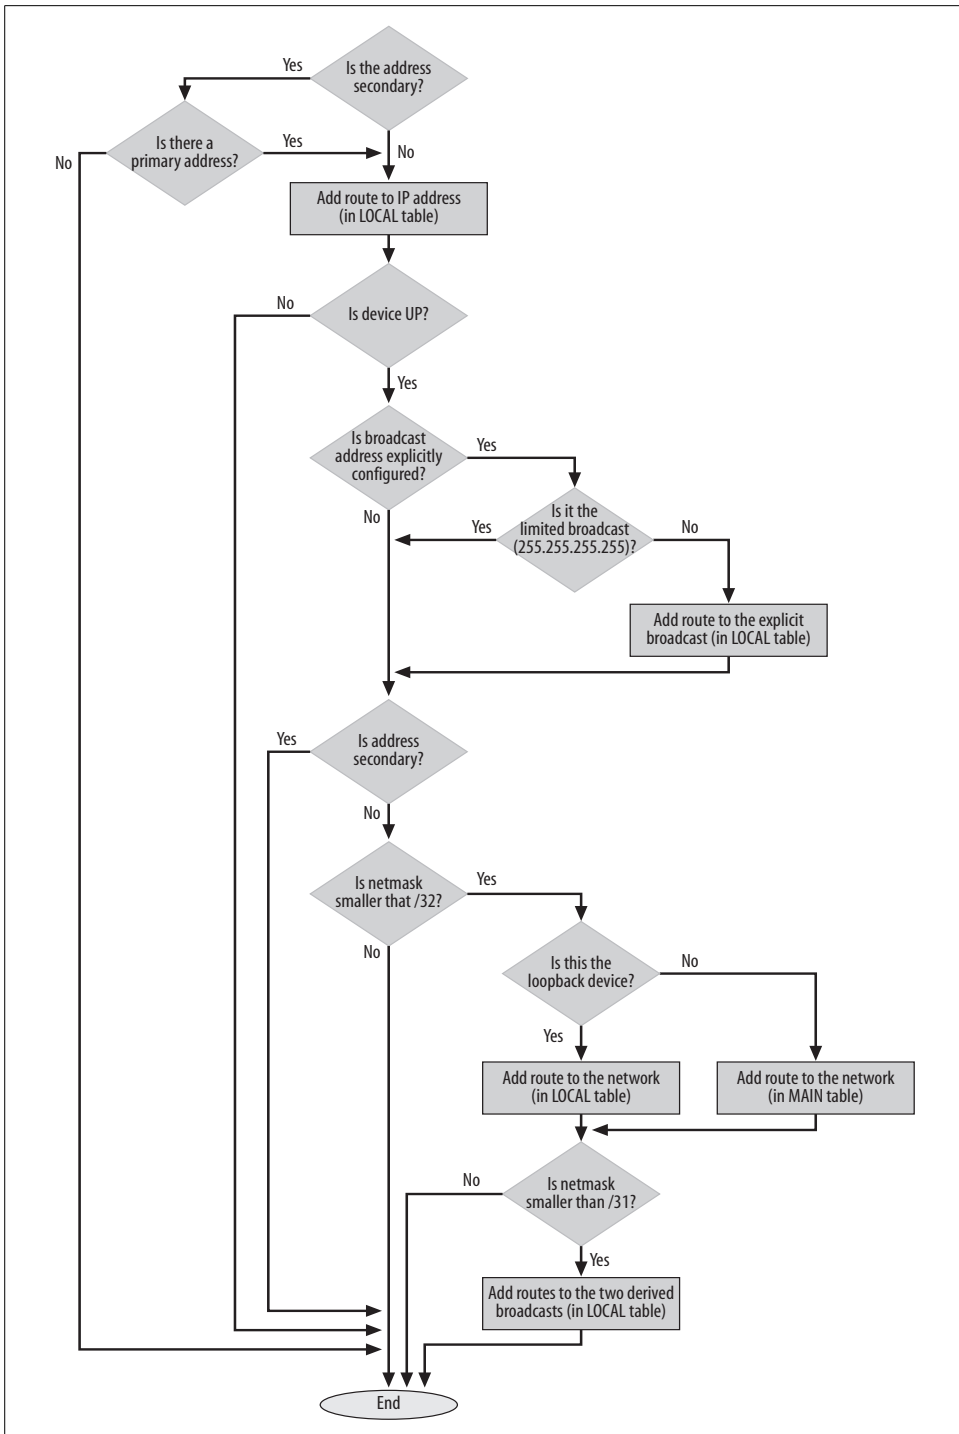 Yes
Is the address
secondary?
No
Is there a
primary address?
Yes
No
Add route to IP address
(in LOCAL table)
No
Is device UP?
Yes
Is broadcast
address explicitly
configured?
Yes
No
Yes
Is it the
limited broadcast
(255.255.255.255)?
No
Add route to the explicit
broadcast (in LOCAL table)
Yes
Is address
secondary?
No
Is netmask
smaller that /32?
Yes
No
Is this the
loopback device?
No
Yes
Add route to the network
(in LOCAL table)
Add route to the network
(in MAIN table)
No
Is netmask
smaller than /31?
Yes
Add routes to the two derived
broadcasts (in LOCAL table)
End